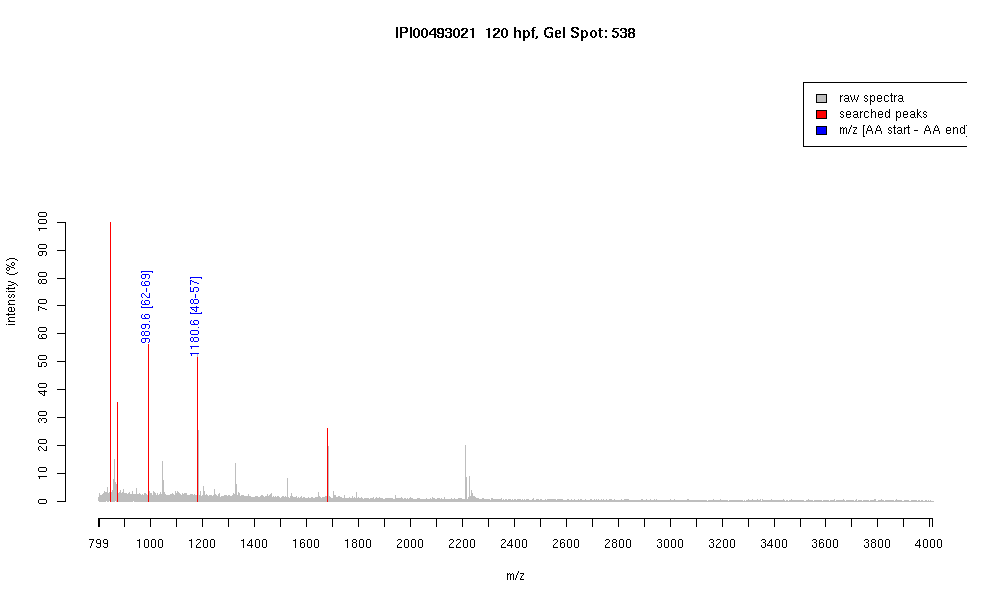 IPI00493021 120 hpf, Gel Spot: 538
raw spectra
searched peaks
m/z [AA start - AA end]
intensity (%)
100
90
80
70
60
50
40
30
20
10
0
989.6 [62-69]
1180.6 [48-57]
799 1000 1200 1400 1600 1800 2000 2200 2400 2600 2800 3000 3200 3400 3600 3800 4000
m/z